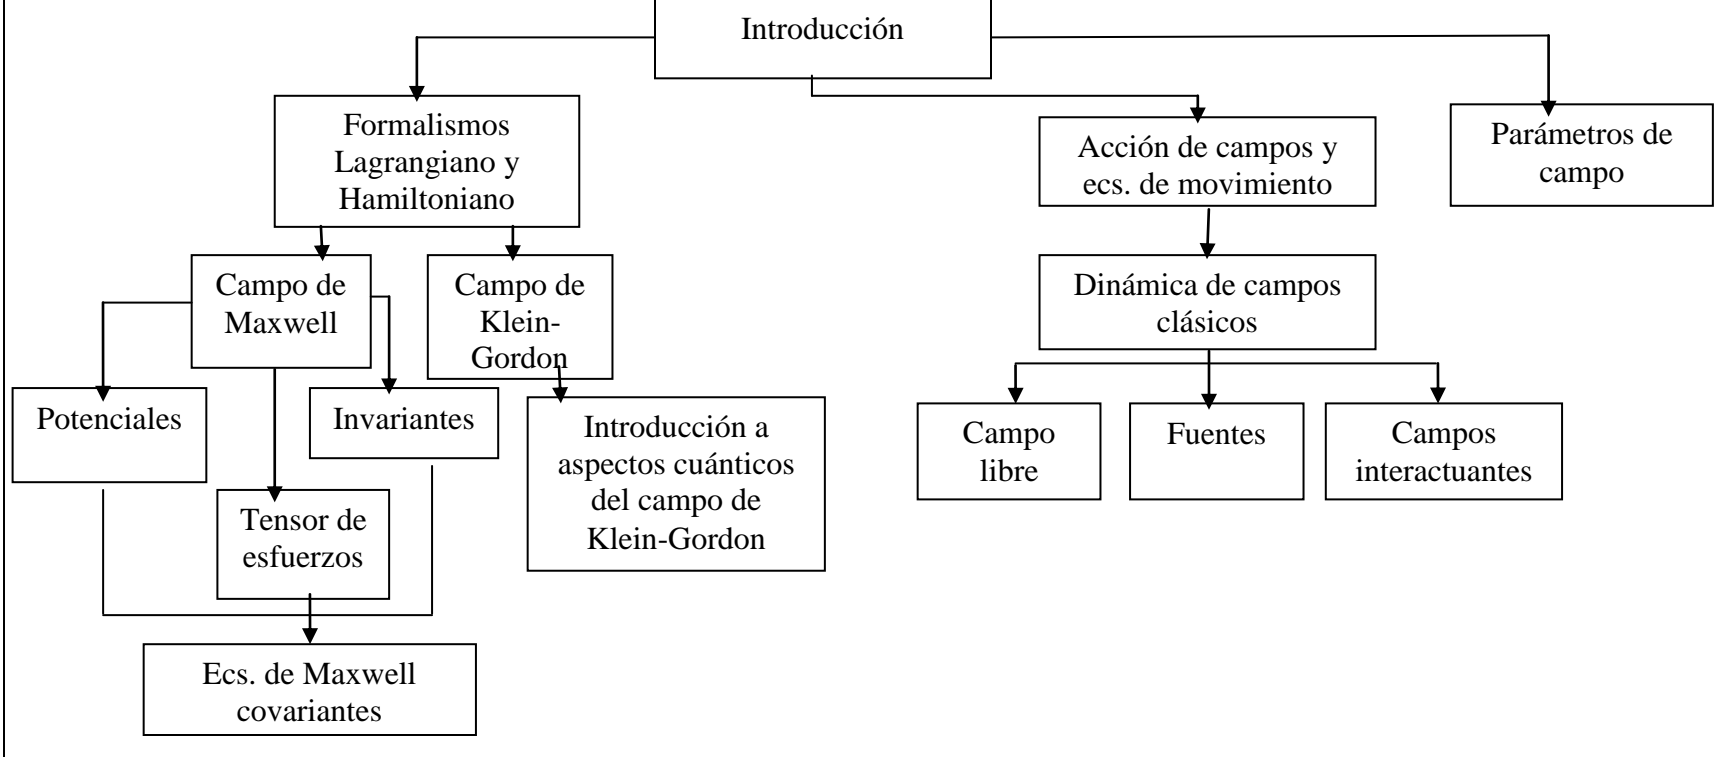 Introducción
Formalismos
Lagrangiano y
Hamiltoniano
Acción de campos y
ecs. de movimiento
Parámetros de
campo
Campo de
Maxwell
Campo de
Klein-
Gordon
Dinámica de campos
clásicos
Potenciales
Invariantes
Introducción a
aspectos cuánticos
del campo de
Klein-Gordon
Campo
libre
Fuentes
Campos
interactuantes
Tensor de
esfuerzos
Ecs. de Maxwell
covariantes